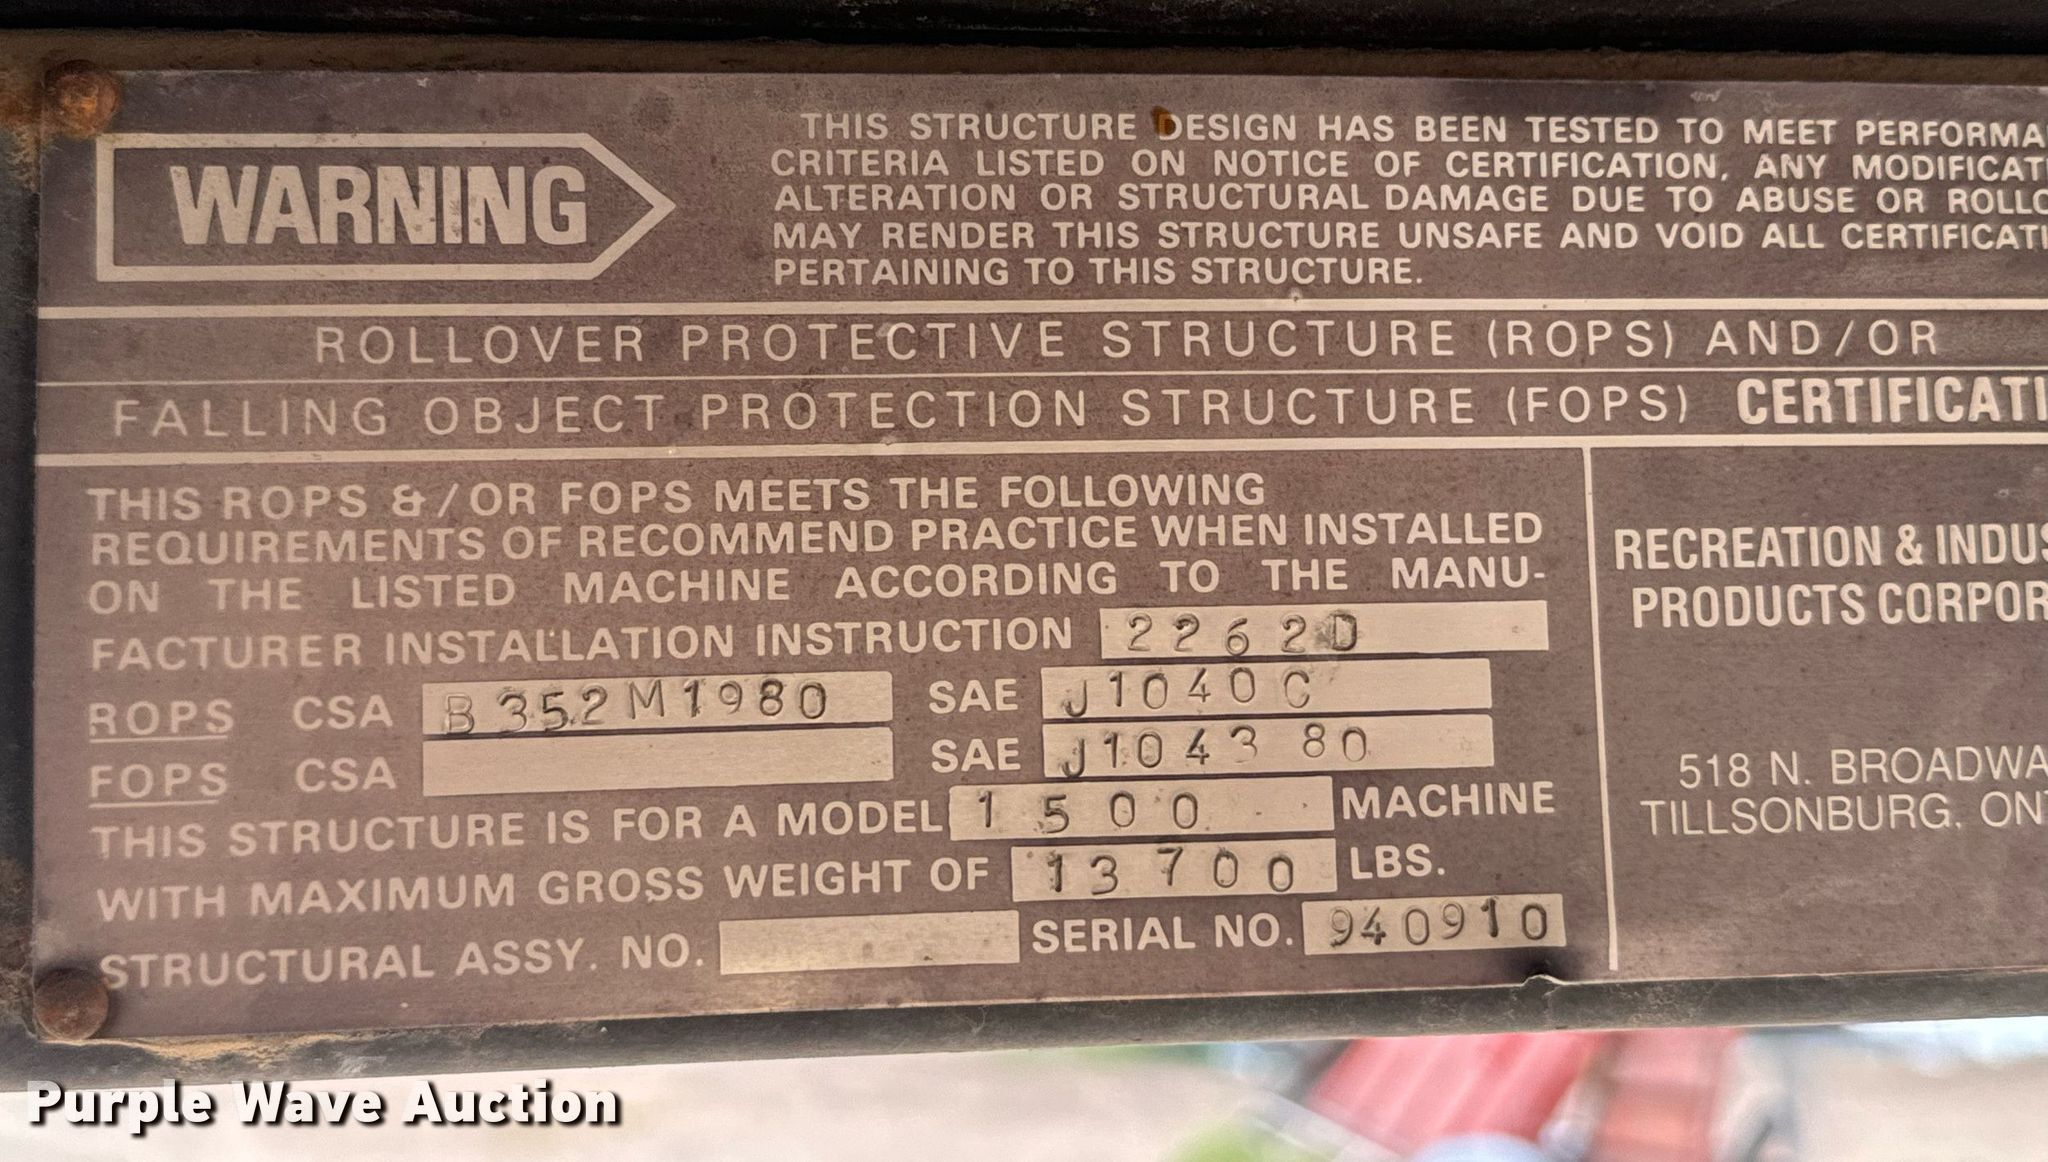 WARNING
THIS STRUCTURE DESIGN HAS BEEN TESTED TO MEET PERFORMA
CRITERIA LISTED ON NOTICE OF CERTIFICATION. ANY MODIFICATI
ALTERATION OR STRUCTURAL DAMAGE DUE TO ABUSE OR ROLLO
MAY RENDER THIS STRUCTURE UNSAFE AND VOID ALL CERTIFICATI
PERTAINING TO THIS STRUCTURE.
ROLLOVER PROTECTIVE STRUCTURE (ROPS) AND/OR
FALLING OBJECT PROTECTION STRUCTURE (FOPS) CERTIFICATI
THIS ROPS &/OR FOPS MEETS THE FOLLOWING
REQUIREMENTS OF RECOMMEND PRACTICE WHEN INSTALLED
ON THE LISTED MACHINE ACCORDING TO THE MANU-
FACTURER INSTALLATION INSTRUCTION 2262D
ROPS CSA B352M1980 SAE J1040C
FOPS CSA SAE J1043 80
THIS STRUCTURE IS FOR A MODEL 1500 MACHINE
WITH MAXIMUM GROSS WEIGHT OF 13700 LBS.
STRUCTURAL ASSY. NO. SERIAL NO. 940910
RECREATION & INDUS
PRODUCTS CORPOR
518 N. BROADWA
TILLSONBURG, ONT
Purple Wave Auction